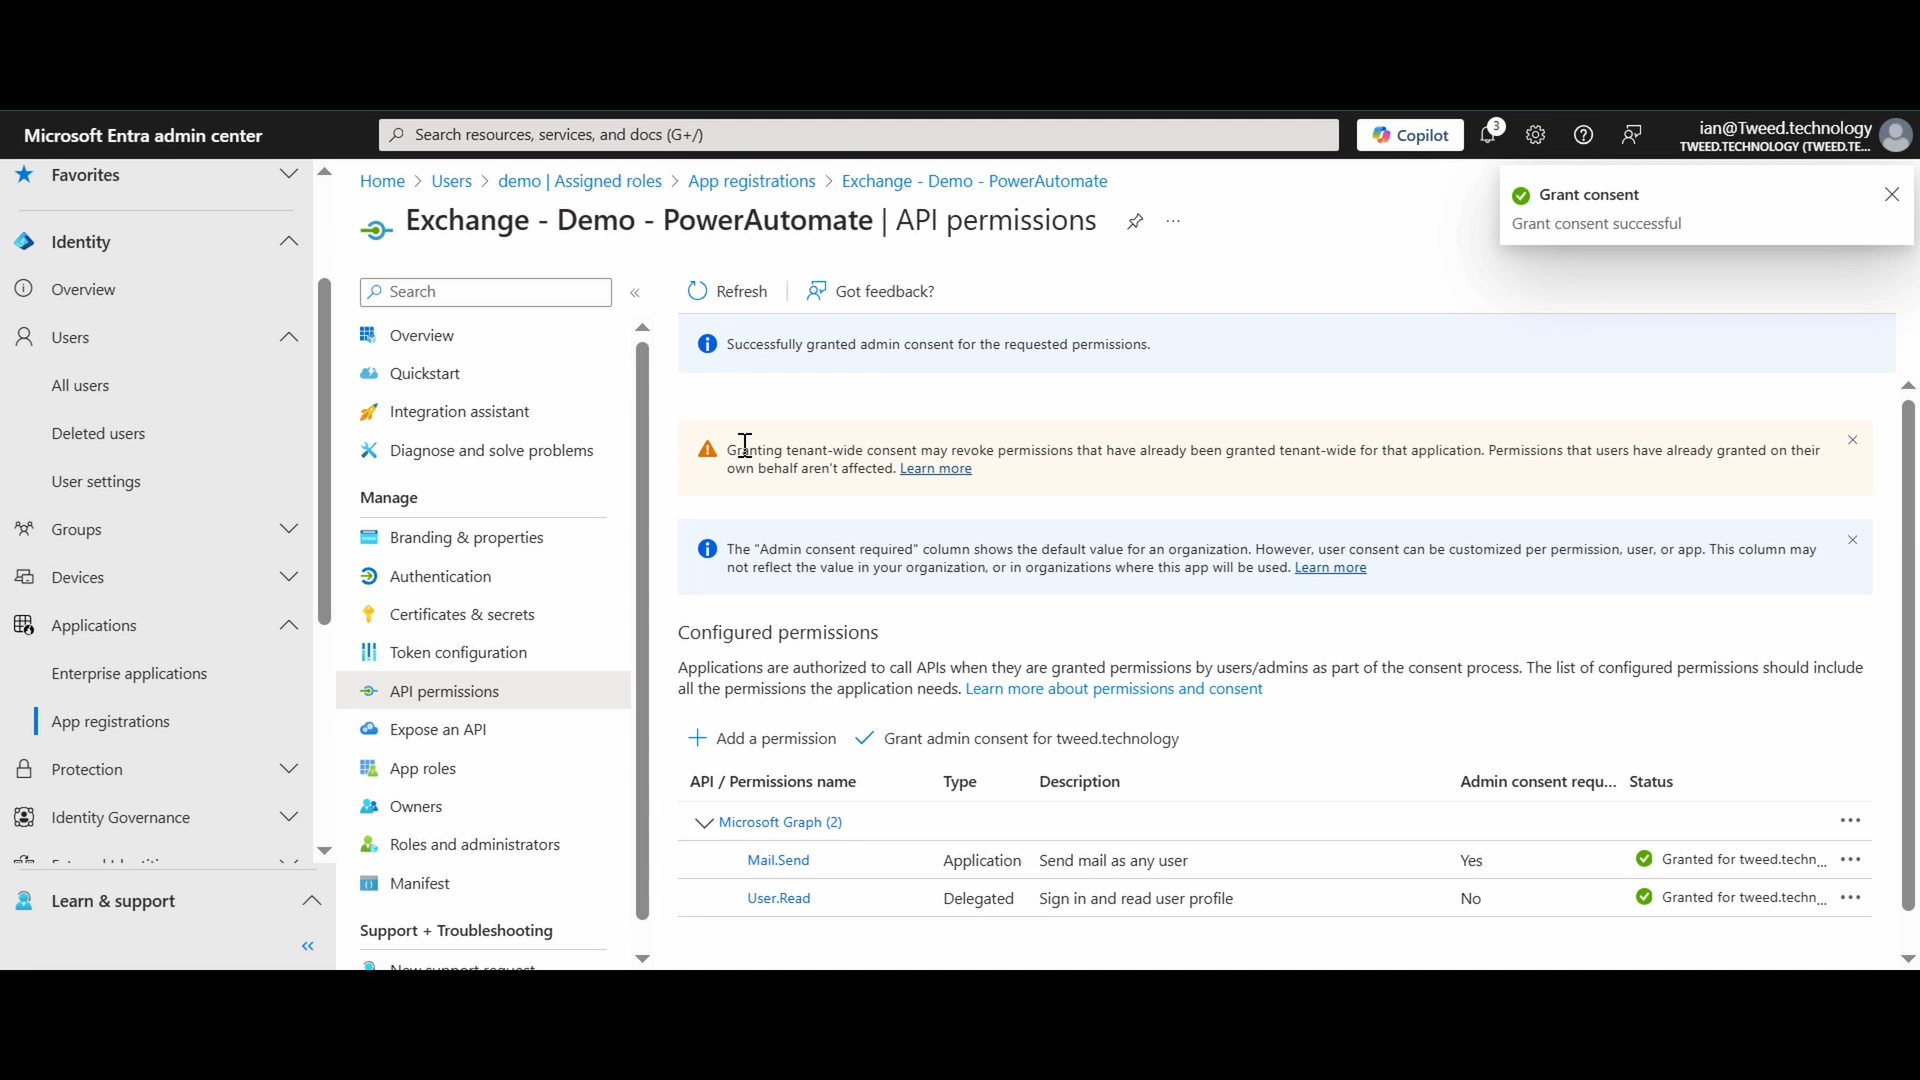 Microsoft Entra admin center
Search resources, services, and docs (G+/)
Copilot
3
ian@Tweed.technology
TWEED.TECHNOLOGY (TWEED.TE...
Favorites
Identity
Overview
Users
All users
Deleted users
User settings
Groups
Devices
Applications
Enterprise applications
App registrations
Protection
Identity Governance
Learn & support
Home > Users > demo | Assigned roles > App registrations > Exchange - Demo - PowerAutomate
Exchange - Demo - PowerAutomate | API permissions
Grant consent
Grant consent successful
Search
Overview
Quickstart
Integration assistant
Diagnose and solve problems
Manage
Branding & properties
Authentication
Certificates & secrets
Token configuration
API permissions
Expose an API
App roles
Owners
Roles and administrators
Manifest
Support + Troubleshooting
New support request
Refresh
Got feedback?
Successfully granted admin consent for the requested permissions.
Granting tenant-wide consent may revoke permissions that have already been granted tenant-wide for that application. Permissions that users have already granted on their
own behalf aren't affected. Learn more
The "Admin consent required" column shows the default value for an organization. However, user consent can be customized per permission, user, or app. This column may
not reflect the value in your organization, or in organizations where this app will be used. Learn more
Configured permissions
Applications are authorized to call APIs when they are granted permissions by users/admins as part of the consent process. The list of configured permissions should include
all the permissions the application needs. Learn more about permissions and consent
Add a permission
Grant admin consent for tweed.technology
API / Permissions name Type Description Admin consent requ... Status
Microsoft Graph (2)
Mail.Send Application Send mail as any user Yes Granted for tweed.techn...
User.Read Delegated Sign in and read user profile No Granted for tweed.techn...